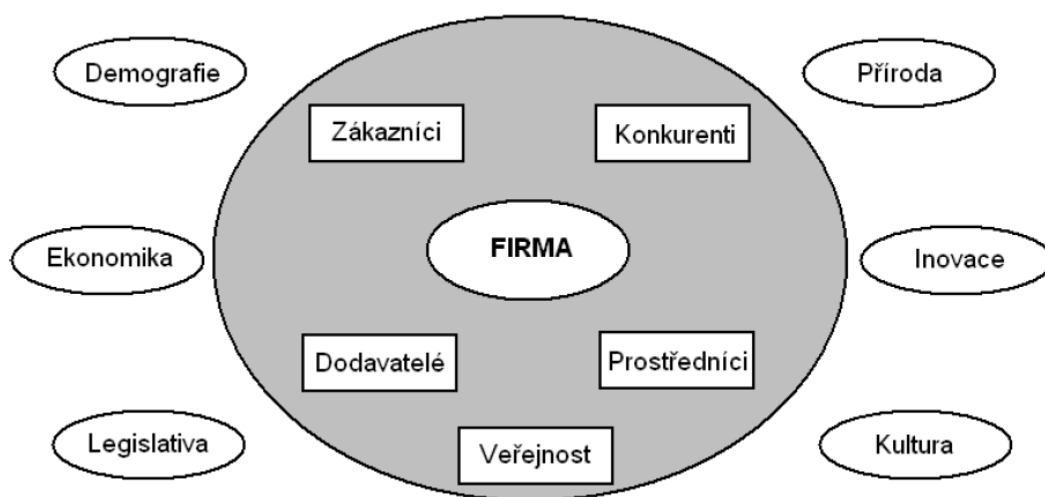 Demografie
Příroda
Zákazníci
Konkurenti
FIRMA
Ekonomika
Inovace
Dodavatelé
Prostředníci
Legislativa
Veřejnost
Kultura